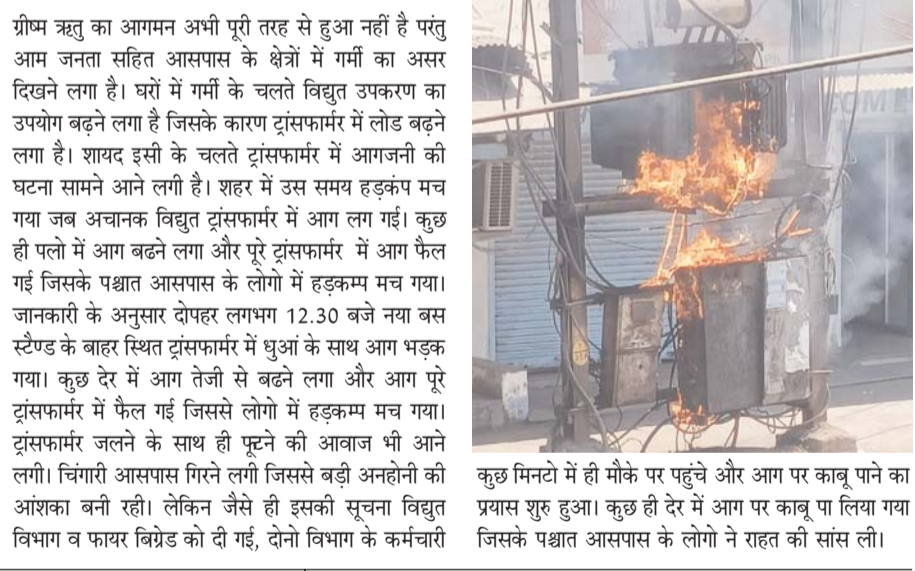 ग्रीष्म ऋतु का आगमन अभी पूरी तरह से हुआ नहीं है परंतु
आम जनता सहित आसपास के क्षेत्रों में गर्मी का असर
दिखने लगा है। घरों में गर्मी के चलते विद्युत उपकरण का
उपयोग बढ़ने लगा है जिसके कारण ट्रांसफार्मर में लोड बढ़ने
लगा है। शायद इसी के चलते ट्रांसफार्मर में आगजनी की
घटना सामने आने लगी है। शहर में उस समय हड़कंप मच
गया जब अचानक विद्युत ट्रांसफार्मर में आग लग गई। कुछ
ही पलो में आग बढने लगा और पूरे ट्रांसफार्मर में आग फैल
गई जिसके पश्चात आसपास के लोगो में हड़कम्प मच गया।
जानकारी के अनुसार दोपहर लगभग 12.30 बजे नया बस
स्टैण्ड के बाहर स्थित ट्रांसफार्मर में धुआं के साथ आग भड़क
गया। कुछ देर में आग तेजी से बढने लगा और आग पूरे
ट्रांसफार्मर में फैल गई जिससे लोगो में हड़कम्प मच गया।
ट्रांसफार्मर जलने के साथ ही फूटने की आवाज भी आने
लगी। चिंगारी आसपास गिरने लगी जिससे बड़ी अनहोनी की
आंशका बनी रही। लेकिन जैसे ही इसकी सूचना विद्युत
विभाग व फायर बिग्रेड को दी गई, दोनो विभाग के कर्मचारी
कुछ मिनटो में ही मौके पर पहुंचे और आग पर काबू पाने का
प्रयास शुरु हुआ। कुछ ही देर में आग पर काबू पा लिया गया
जिसके पश्चात आसपास के लोगो ने राहत की सांस ली।